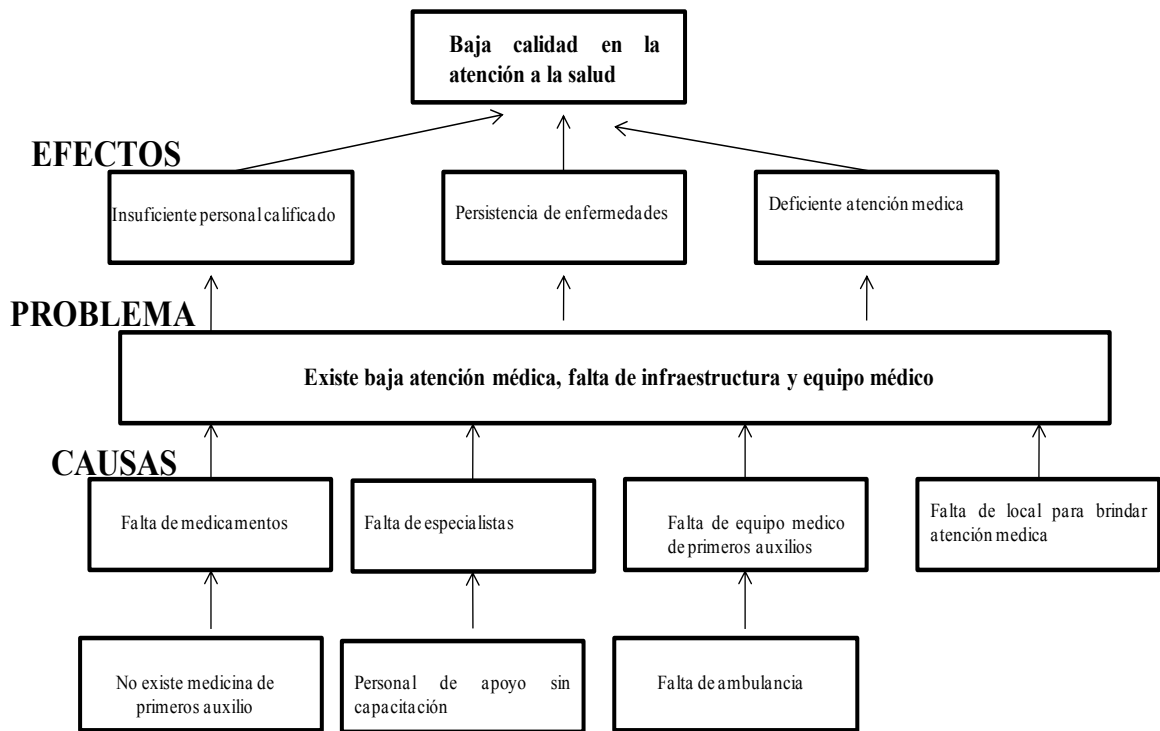 Baja calidad en la
atención a la salud
EFECTOS
Insuficiente personal calificado
Persistencia de enfermedades
Deficiente atención medica
PROBLEMA
Existe baja atención médica, falta de infraestructura y equipo médico
CAUSAS
Falta de medicamentos
Falta de especialistas
Falta de equipo medico
de primeros auxilios
Falta de local para brindar
atención medica
No existe medicina de
primeros auxilio
Personal de apoyo sin
capacitación
Falta de ambulancia